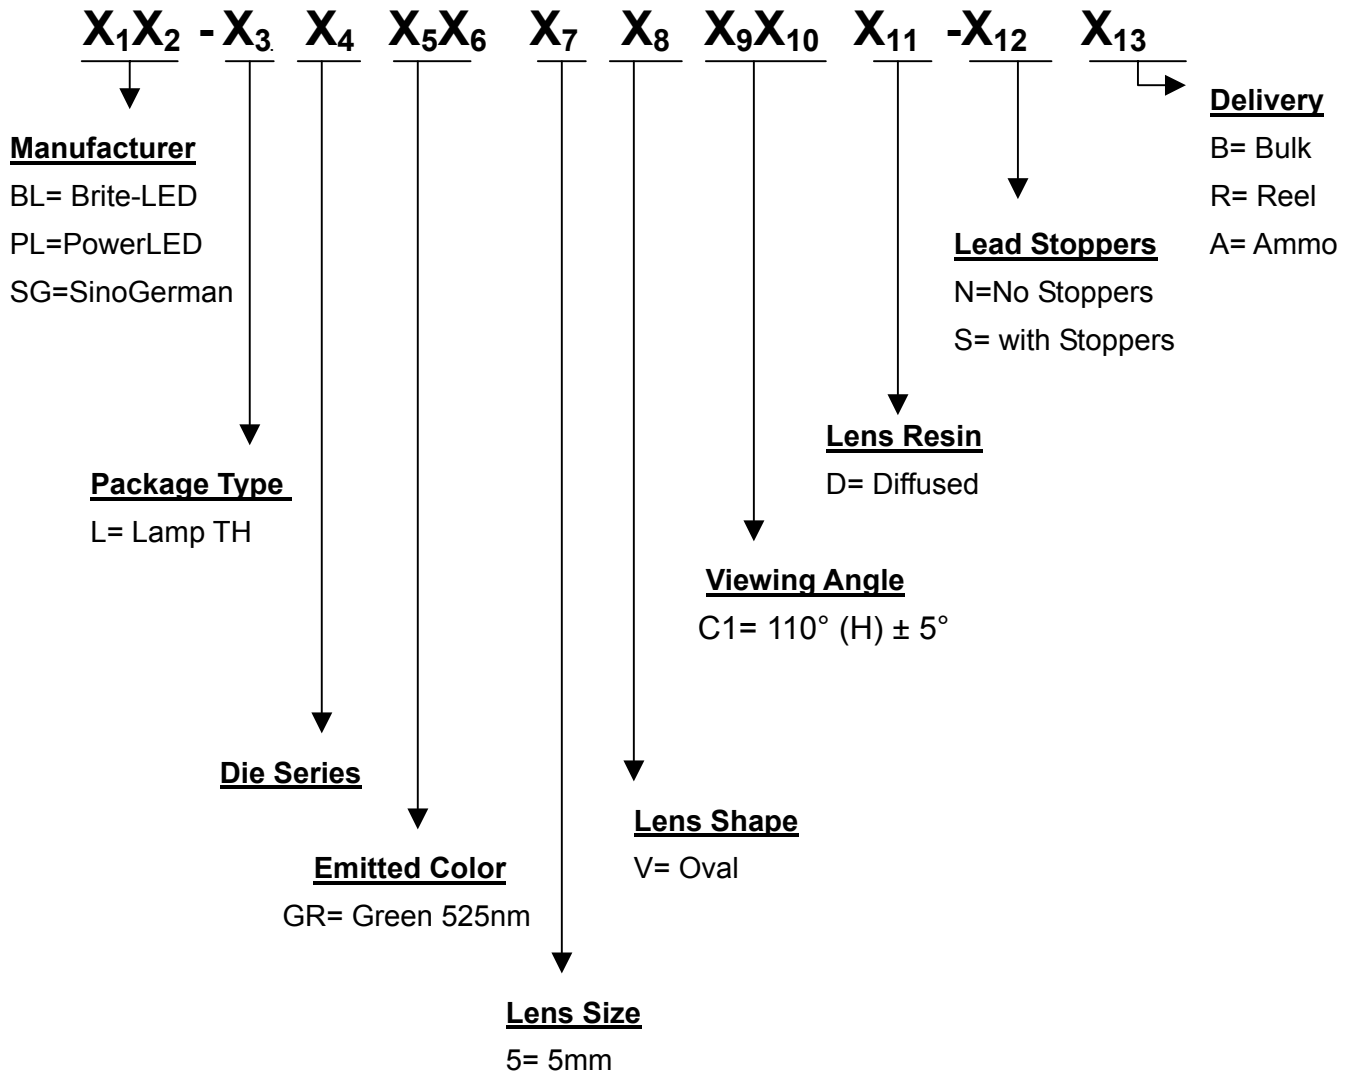 X1X2 - X3 X4 X5X6 X7 X8 X9X10 X11 -X12 X13
Delivery
B= Bulk
R= Reel
A= Ammo
Manufacturer
BL= Brite-LED
PL=PowerLED
SG=SinoGerman
Lead Stoppers
N=No Stoppers
S= with Stoppers
Lens Resin
D= Diffused
Package Type
L= Lamp TH
Viewing Angle
C1= 110° (H) ± 5°
Die Series
Lens Shape
V= Oval
Emitted Color
GR= Green 525nm
Lens Size
5= 5mm